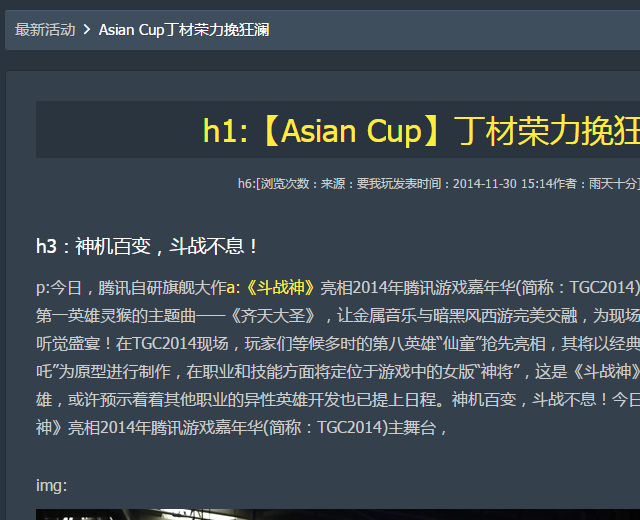 最新活动 > Asian Cup丁材荣力挽狂澜
h1:【Asian Cup】丁材荣力挽狂
h6:[浏览次数：来源：要我玩发表时间：2014-11-30 15:14作者：雨天十分]
h3：神机百变，斗战不息！
p:今日，腾讯自研旗舰大作a:《斗战神》亮相2014年腾讯游戏嘉年华(简称：TGC2014)
第一英雄灵猴的主题曲——《齐天大圣》，让金属音乐与暗黑风西游完美交融，为现场
听觉盛宴！在TGC2014现场，玩家们等候多时的第八英雄“仙童”抢先亮相，其将以经典
吒”为原型进行制作，在职业和技能方面将定位于游戏中的女版“神将”，这是《斗战神》
雄，或许预示着着其他职业的异性英雄开发也已提上日程。神机百变，斗战不息！今日
神》亮相2014年腾讯游戏嘉年华(简称：TGC2014)主舞台，
img: